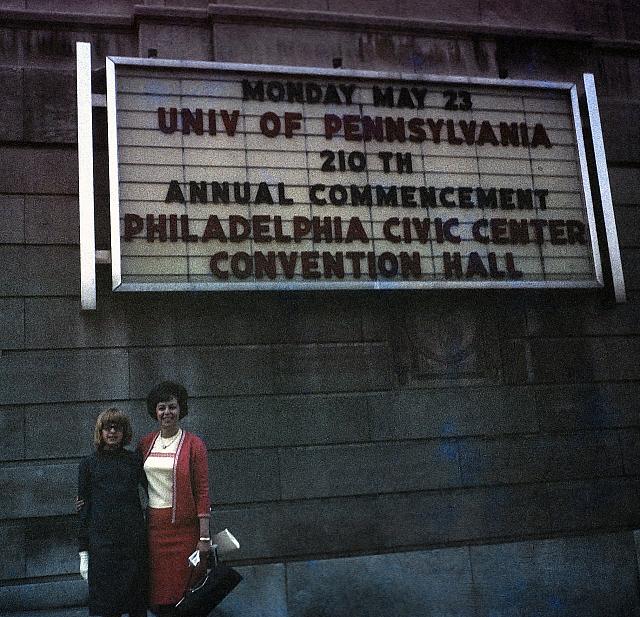 MONDAY MAY 23
UNIV OF PENNSYLVANIA
210 TH
ANNUAL COMMENCEMENT
PHILADELPHIA CIVIC CENTER
CONVENTION HALL